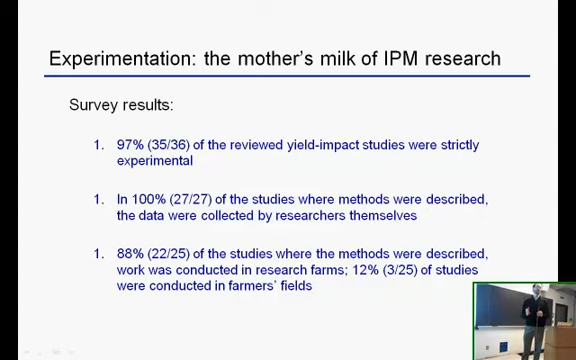 Experimentation: the mother's milk of IPM research
Survey results:
1. 97% (35/36) of the reviewed yield-impact studies were strictly
experimental
1. In 100% (27/27) of the studies where methods were described,
the data were collected by researchers themselves
1. 88% (22/25) of the studies where the methods were described,
work was conducted in research farms; 12% (3/25) of studies
were conducted in farmers' fields